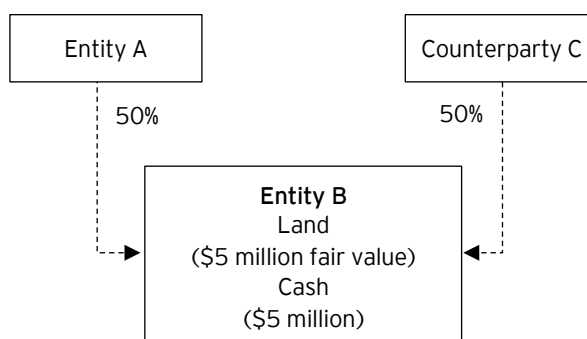 Entity A
Counterparty C
50%
50%
Entity B
Land
($5 million fair value)
Cash
($5 million)